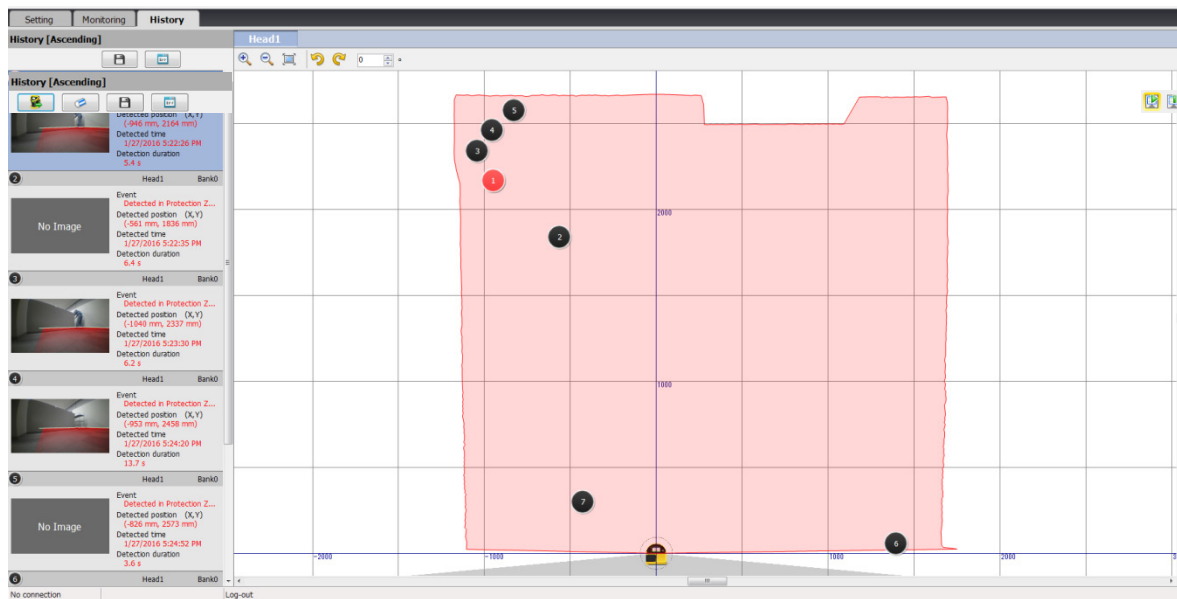 Setting Monitoring History
History [Ascending]
Head1
0 °
History [Ascending]
Detected position (X,Y)
(-946 mm, 2164 mm)
Detected time
1/27/2016 5:22:26 PM
Detection duration
5.4 s
2 Head1 Bank0
No Image
Event
Detected in Protection Z...
Detected position (X,Y)
(-561 mm, 1836 mm)
Detected time
1/27/2016 5:22:35 PM
Detection duration
6.4 s
3 Head1 Bank0
Event
Detected in Protection Z...
Detected position (X,Y)
(-1040 mm, 2337 mm)
Detected time
1/27/2016 5:23:30 PM
Detection duration
6.2 s
4 Head1 Bank0
Event
Detected in Protection Z...
Detected position (X,Y)
(-953 mm, 2458 mm)
Detected time
1/27/2016 5:24:20 PM
Detection duration
13.7 s
5 Head1 Bank0
No Image
Event
Detected in Protection Z...
Detected position (X,Y)
(-826 mm, 2573 mm)
Detected time
1/27/2016 5:24:52 PM
Detection duration
3.6 s
6 Head1 Bank0
5
4
3
1
2000
2
1000
7
6
-2000 -1000 1000 2000
No connection Log-out